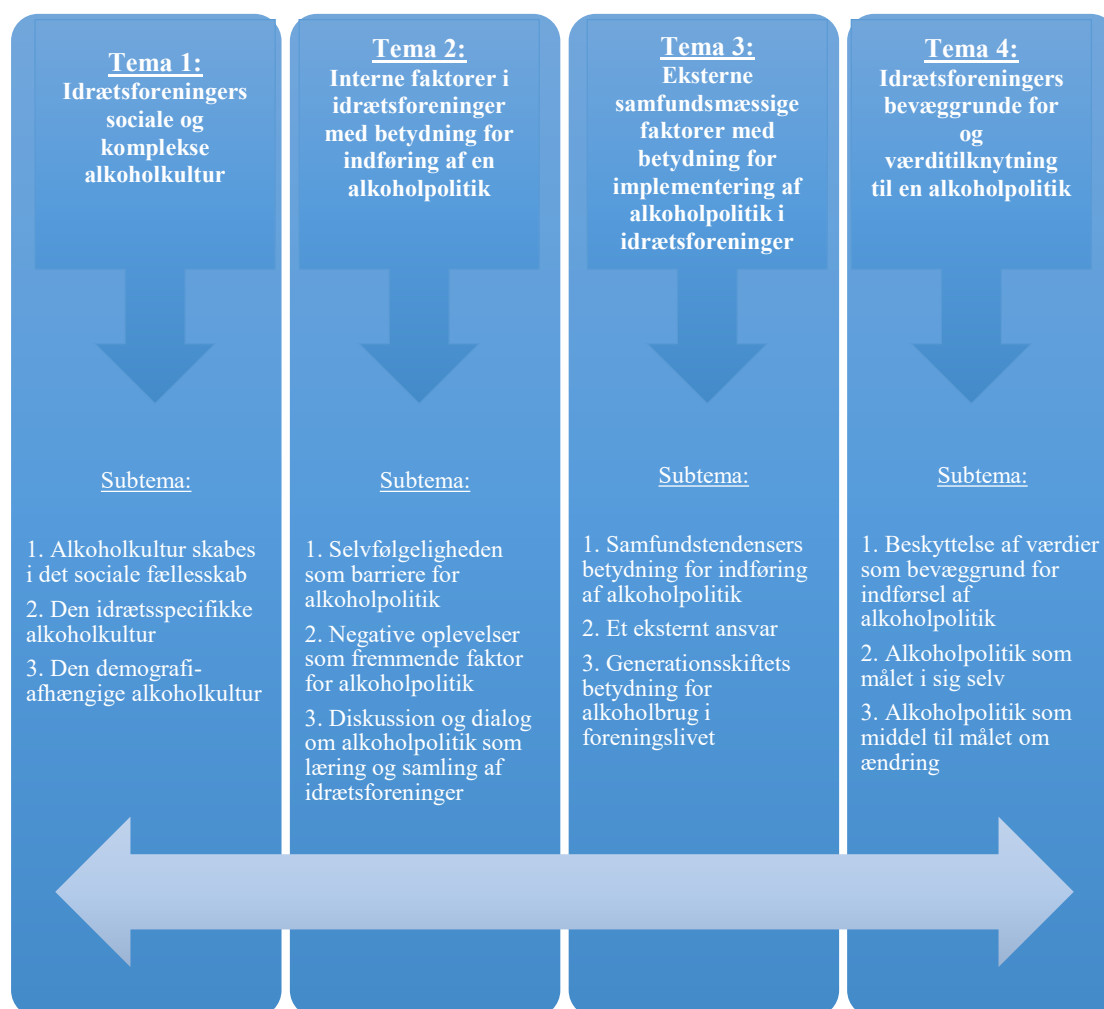 Tema 1:
Idrætsforeningers
sociale og
komplekse
alkoholkultur
Subtema:
1. Alkoholkultur skabes
i det sociale fællesskab
2. Den idrætsspecifikke
alkoholkultur
3. Den demografi-
afhængige alkoholkultur
Tema 2:
Interne faktorer i
idrætsforeninger
med betydning for
indføring af en
alkoholpolitik
Subtema:
1. Selvfølgeligheden
som barriere for
alkoholpolitik
2. Negative oplevelser
som fremmende faktor
for alkoholpolitik
3. Diskussion og dialog
om alkoholpolitik som
læring og samling af
idrætsforeninger
Tema 3:
Eksterne
samfundsmæssige
faktorer med
betydning for
implementering af
alkoholpolitik i
idrætsforeninger
Subtema:
1. Samfundstendensers
betydning for indføring
af alkoholpolitik
2. Et eksternt ansvar
3. Generationsskiftets
betydning for
alkoholbrug i
foreningslivet
Tema 4:
Idrætsforeningers
bevæggrunde for
og
værditilknytning
til en alkoholpolitik
Subtema:
1. Beskyttelse af værdier
som bevæggrund for
indførsel af
alkoholpolitik
2. Alkoholpolitik som
målet i sig selv
3. Alkoholpolitik som
middel til målet om
ændring